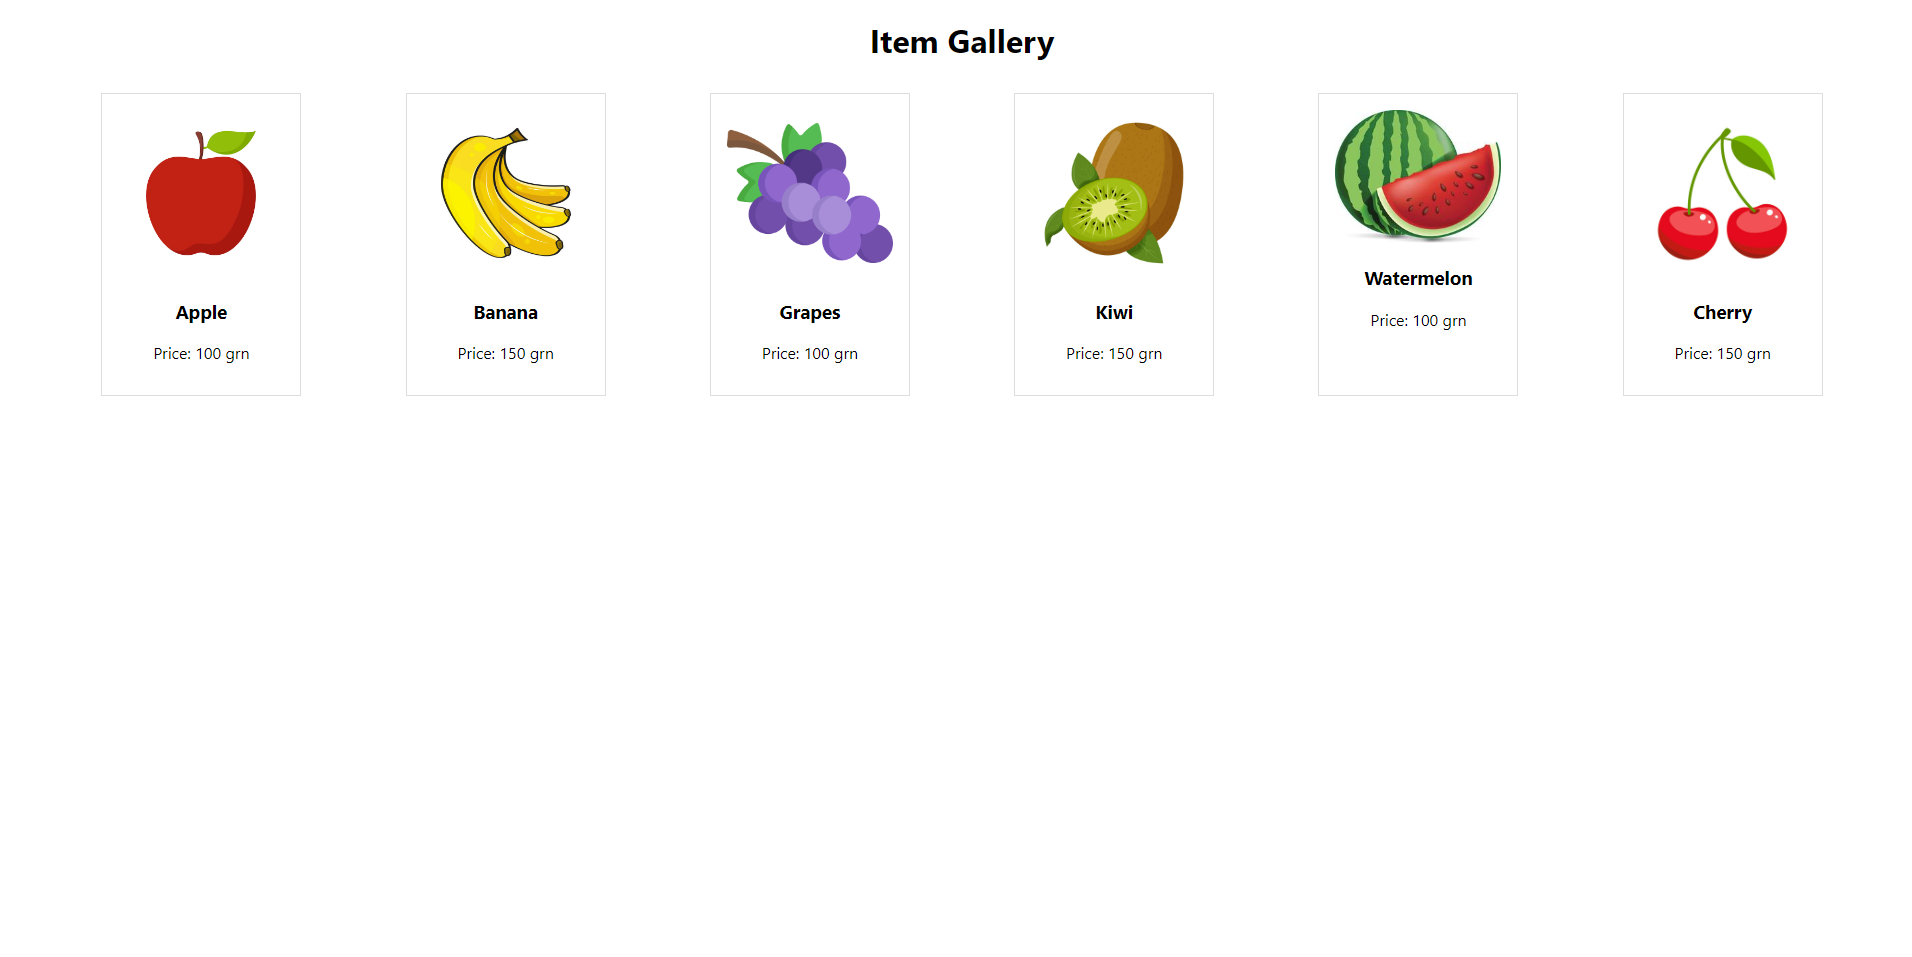 Item Gallery
Apple
Price: 100 grn
Banana
Price: 150 grn
Grapes
Price: 100 grn
Kiwi
Price: 150 grn
Watermelon
Price: 100 grn
Cherry
Price: 150 grn